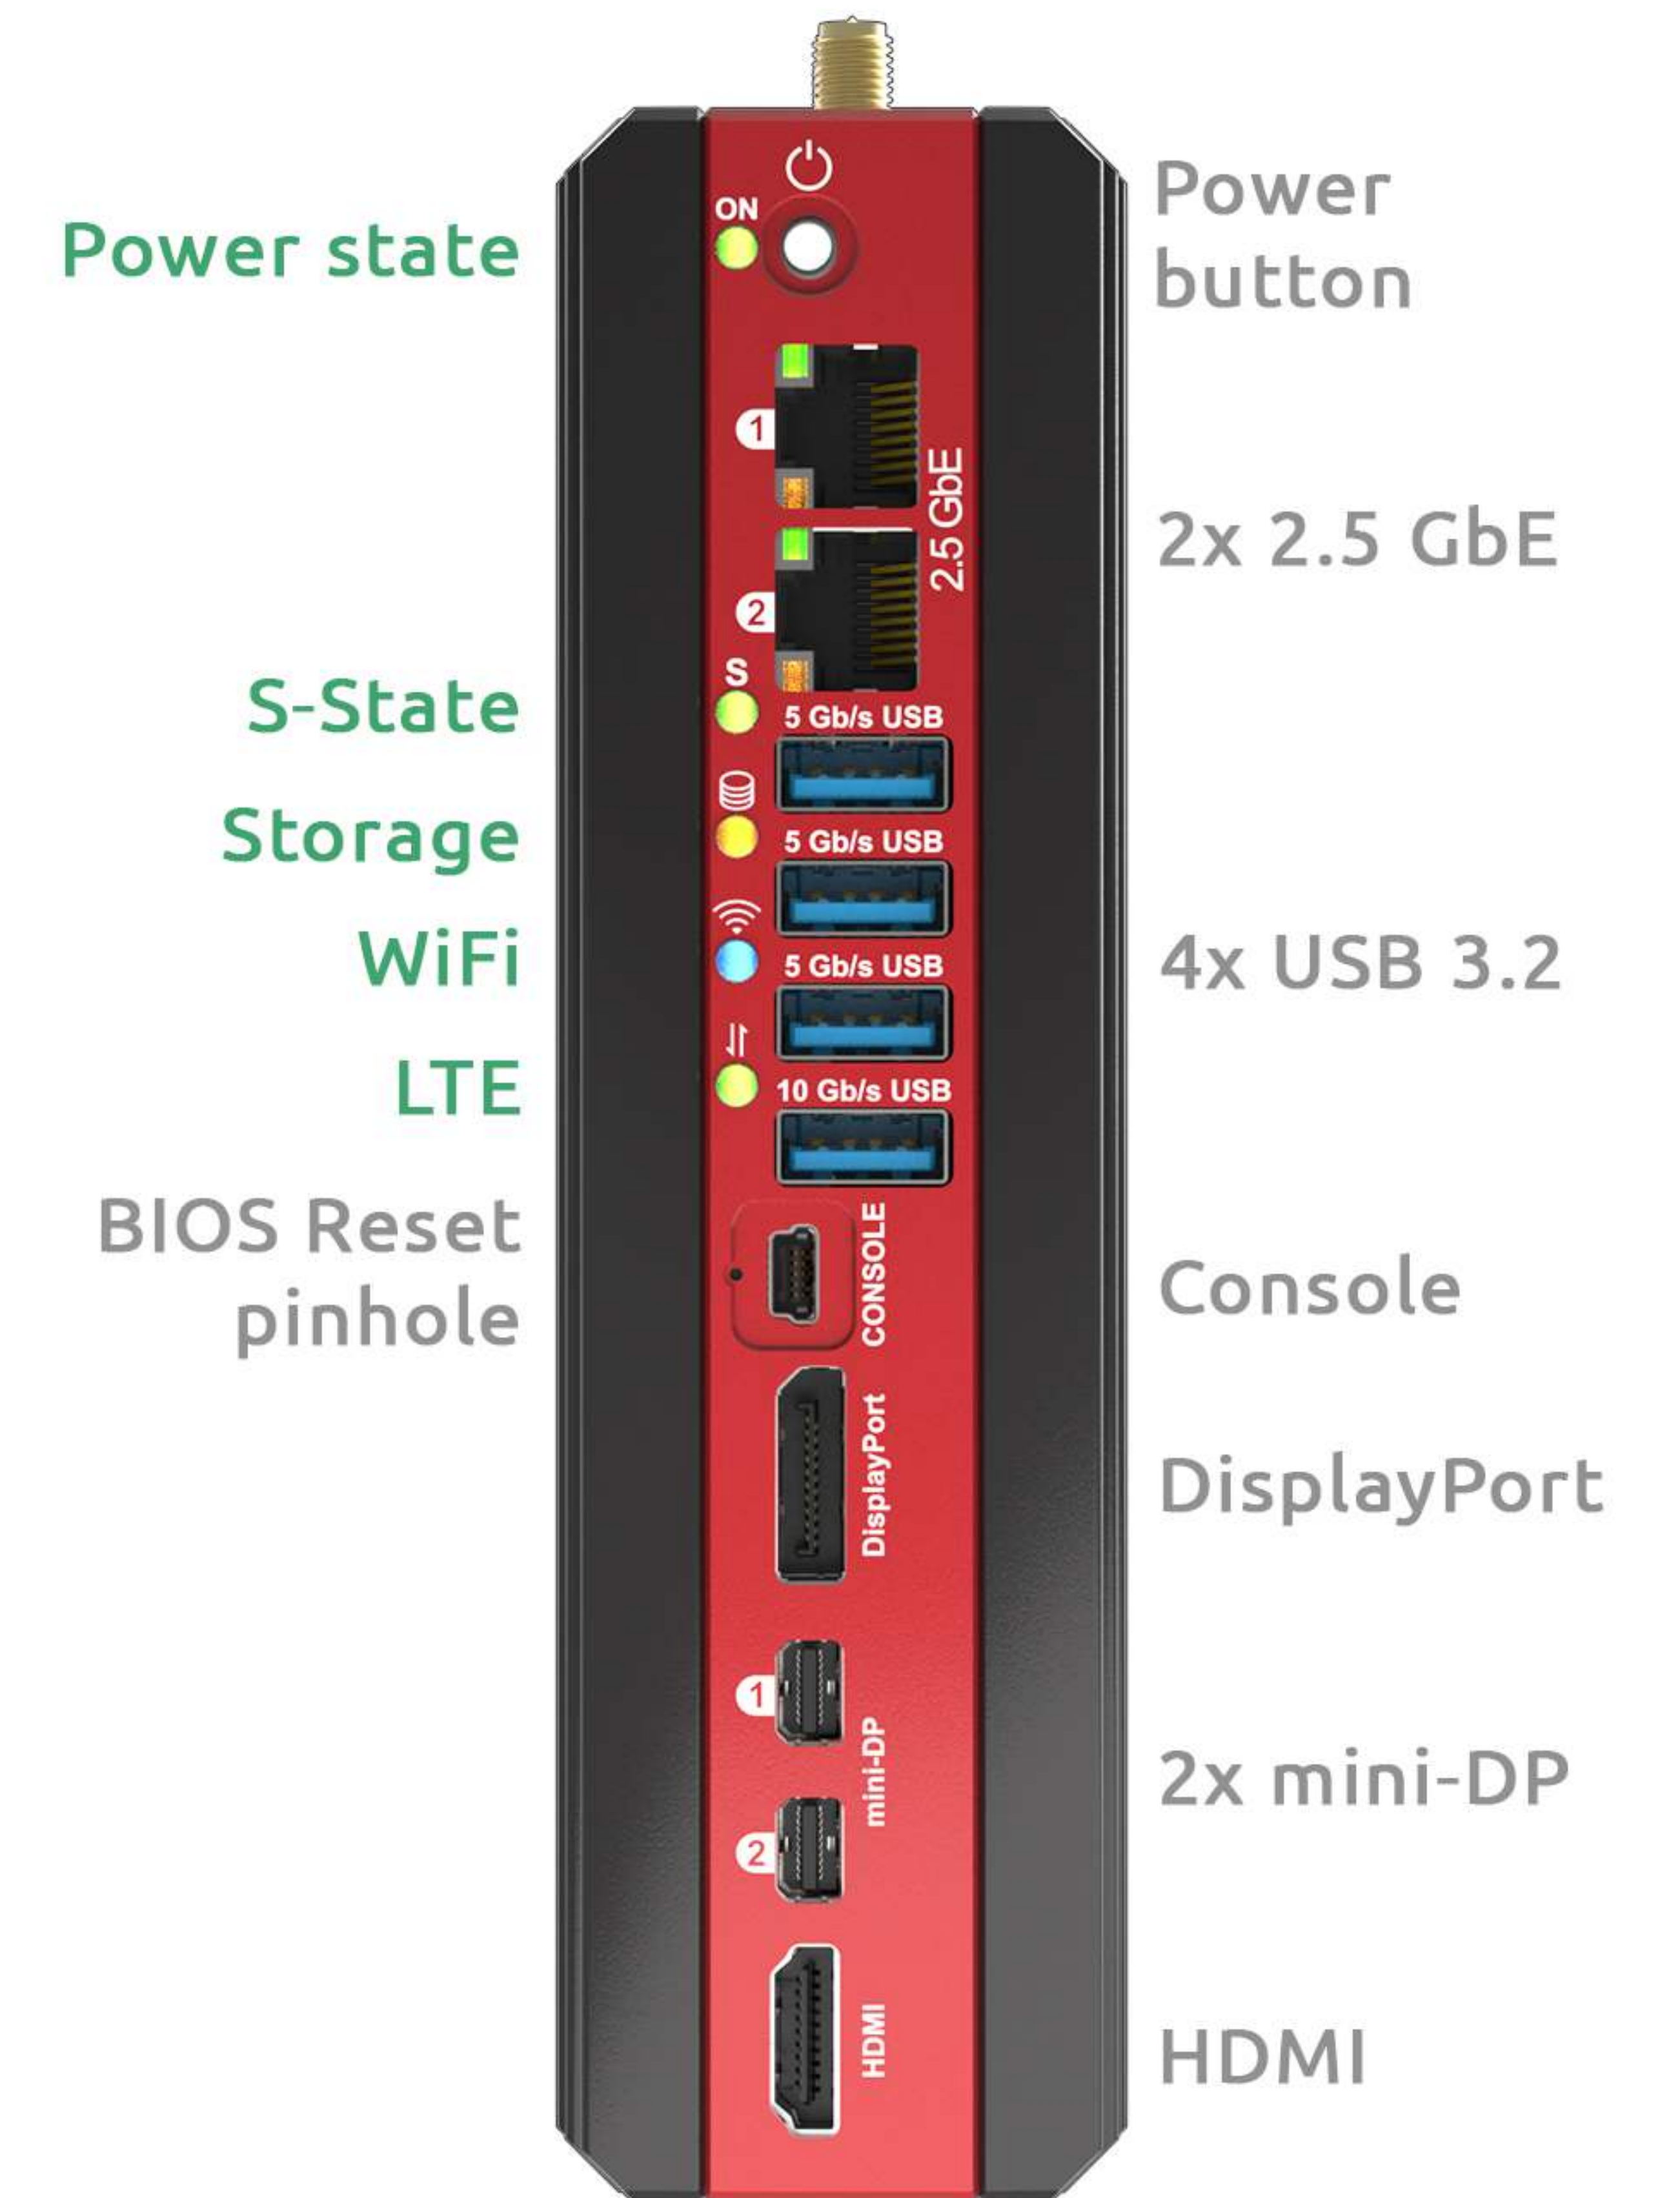 Power state
ON
Power
button
1
2
2.5 GbE
2x 2.5 GbE
S-State
S
5 Gb/s USB
Storage
5 Gb/s USB
WiFi
5 Gb/s USB
4x USB 3.2
LTE
10 Gb/s USB
BIOS Reset
pinhole
CONSOLE
Console
DisplayPort
DisplayPort
1
2
mini-DP
2x mini-DP
HDMI
HDMI